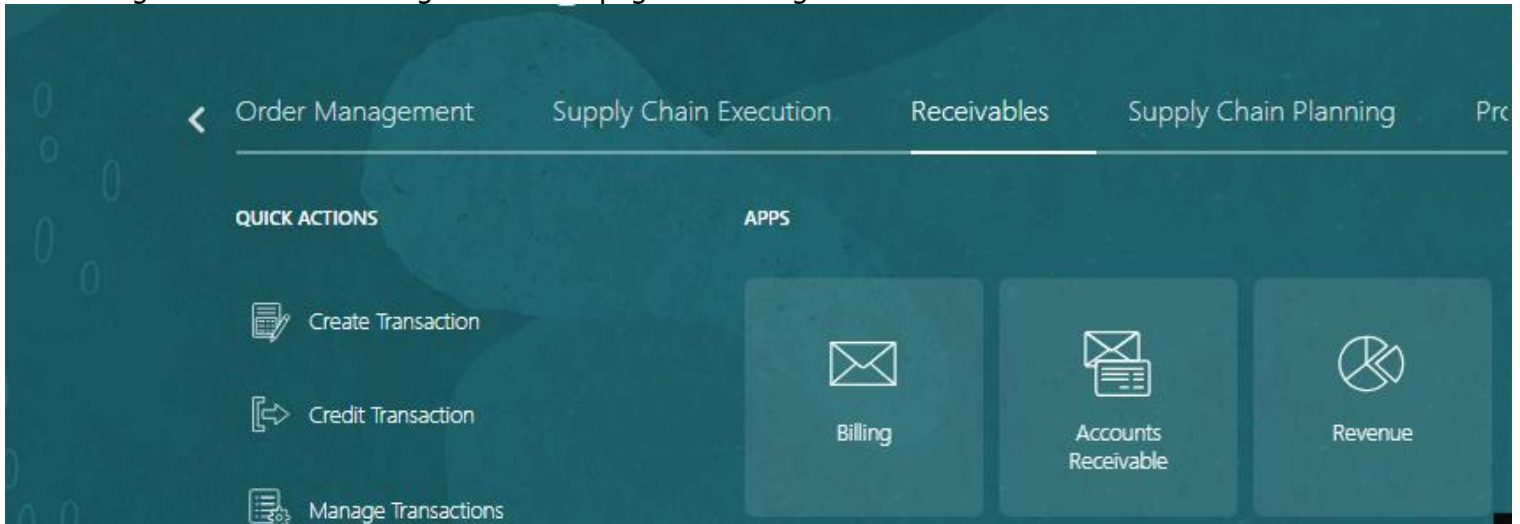 Order Management Supply Chain Execution Receivables Supply Chain Planning
QUICK ACTIONS APPS
Create Transaction
Credit Transaction
Billing Accounts Receivable Revenue
Manage Transactions